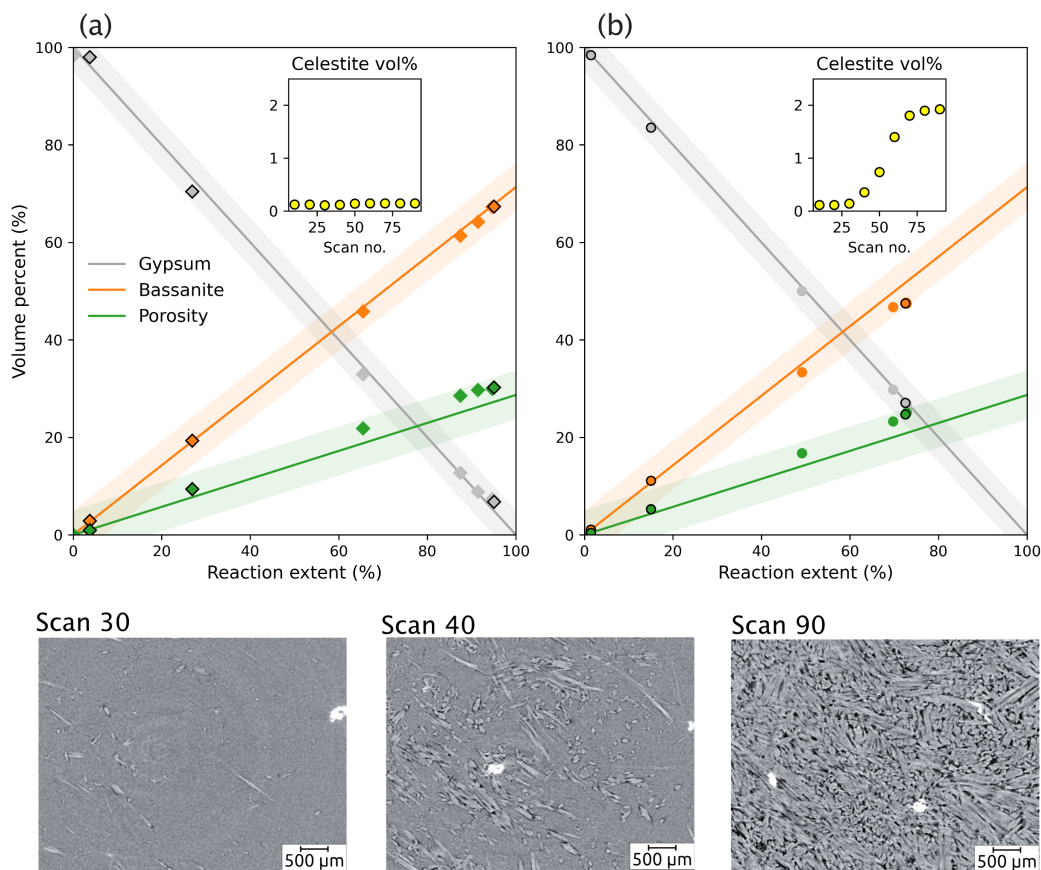 (a)
(b)
Celestite vol%
2
1
0
25
50
75
Scan no.
Celestite vol%
2
1
0
25
50
75
Scan no.
Volume percent (%)
100
80
60
40
20
0
Gypsum
Bassanite
Porosity
0
20
40
60
80
100
Reaction extent (%)
100
80
60
40
20
0
0
20
40
60
80
100
Reaction extent (%)
Scan 30
Scan 40
Scan 90
500 µm
500 µm
500 µm